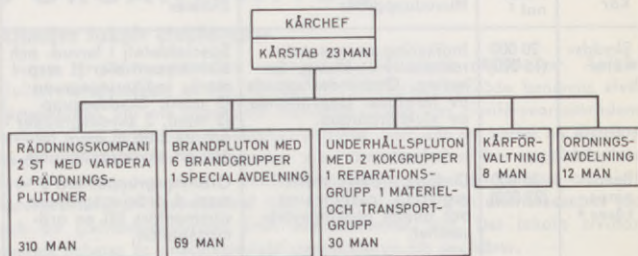 KÅRCHEF
KÅRSTAB 23 MAN
RÄDDNINGSKOMPANI
2 ST MED VARDERA
4 RÄDDNINGS-
PLUTONER
310 MAN
BRANDPLUTON MED
6 BRANDGRUPPER
1 SPECIALAVDELNING
69 MAN
UNDERHÅLLSPLUTON
MED 2 KOKGRUPPER
1 REPARATIONS-
GRUPP 1 MATERIEL-
OCH TRANSPORT-
GRUPP
30 MAN
KÅRFÖR-
VALTNING
8 MAN
ORDNINGS-
AVDELNING
12 MAN